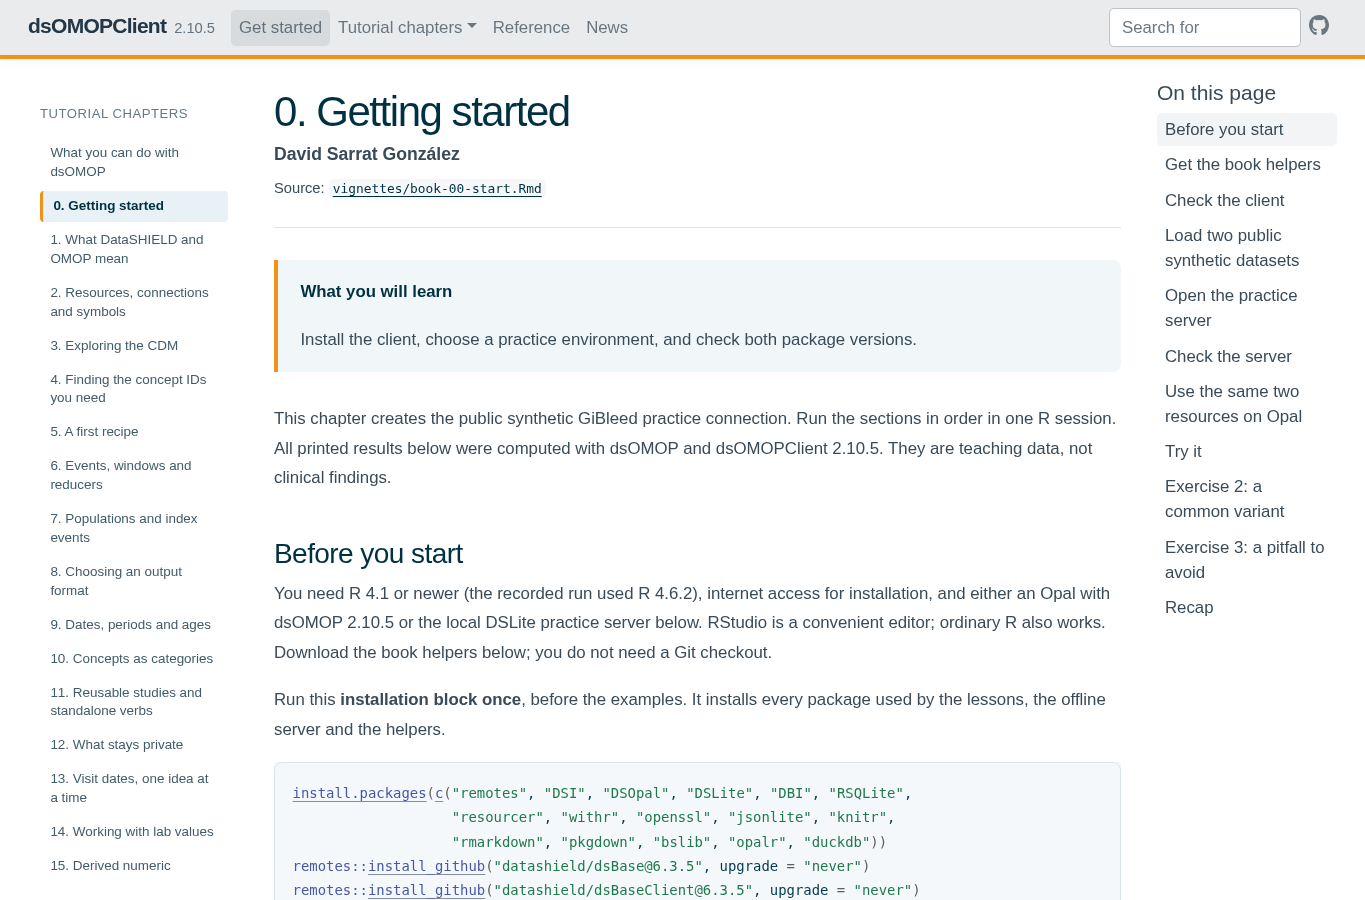 dsOMOPClient 2.10.5 Get started Tutorial chapters Reference News Search for
TUTORIAL CHAPTERS
What you can do with
dsOMOP
0. Getting started
1. What DataSHIELD and
OMOP mean
2. Resources, connections
and symbols
3. Exploring the CDM
4. Finding the concept IDs
you need
5. A first recipe
6. Events, windows and
reducers
7. Populations and index
events
8. Choosing an output
format
9. Dates, periods and ages
10. Concepts as categories
11. Reusable studies and
standalone verbs
12. What stays private
13. Visit dates, one idea at
a time
14. Working with lab values
15. Derived numeric
0. Getting started
David Sarrat González
Source: vignettes/book-00-start.Rmd
What you will learn
Install the client, choose a practice environment, and check both package versions.
This chapter creates the public synthetic GiBleed practice connection. Run the sections in order in one R session.
All printed results below were computed with dsOMOP and dsOMOPClient 2.10.5. They are teaching data, not
clinical findings.
Before you start
You need R 4.1 or newer (the recorded run used R 4.6.2), internet access for installation, and either an Opal with
dsOMOP 2.10.5 or the local DSLite practice server below. RStudio is a convenient editor; ordinary R also works.
Download the book helpers below; you do not need a Git checkout.
Run this installation block once, before the examples. It installs every package used by the lessons, the offline
server and the helpers.
install.packages(c("remotes", "DSI", "DSOpal", "DSLite", "DBI", "RSQLite",
"resourcer", "withr", "openssl", "jsonlite", "knitr",
"rmarkdown", "pkgdown", "bslib", "opalr", "duckdb"))
remotes::install_github("datashield/dsBase@6.3.5", upgrade = "never")
remotes::install_github("datashield/dsBaseClient@6.3.5", upgrade = "never")
On this page
Before you start
Get the book helpers
Check the client
Load two public
synthetic datasets
Open the practice
server
Check the server
Use the same two
resources on Opal
Try it
Exercise 2: a
common variant
Exercise 3: a pitfall to
avoid
Recap